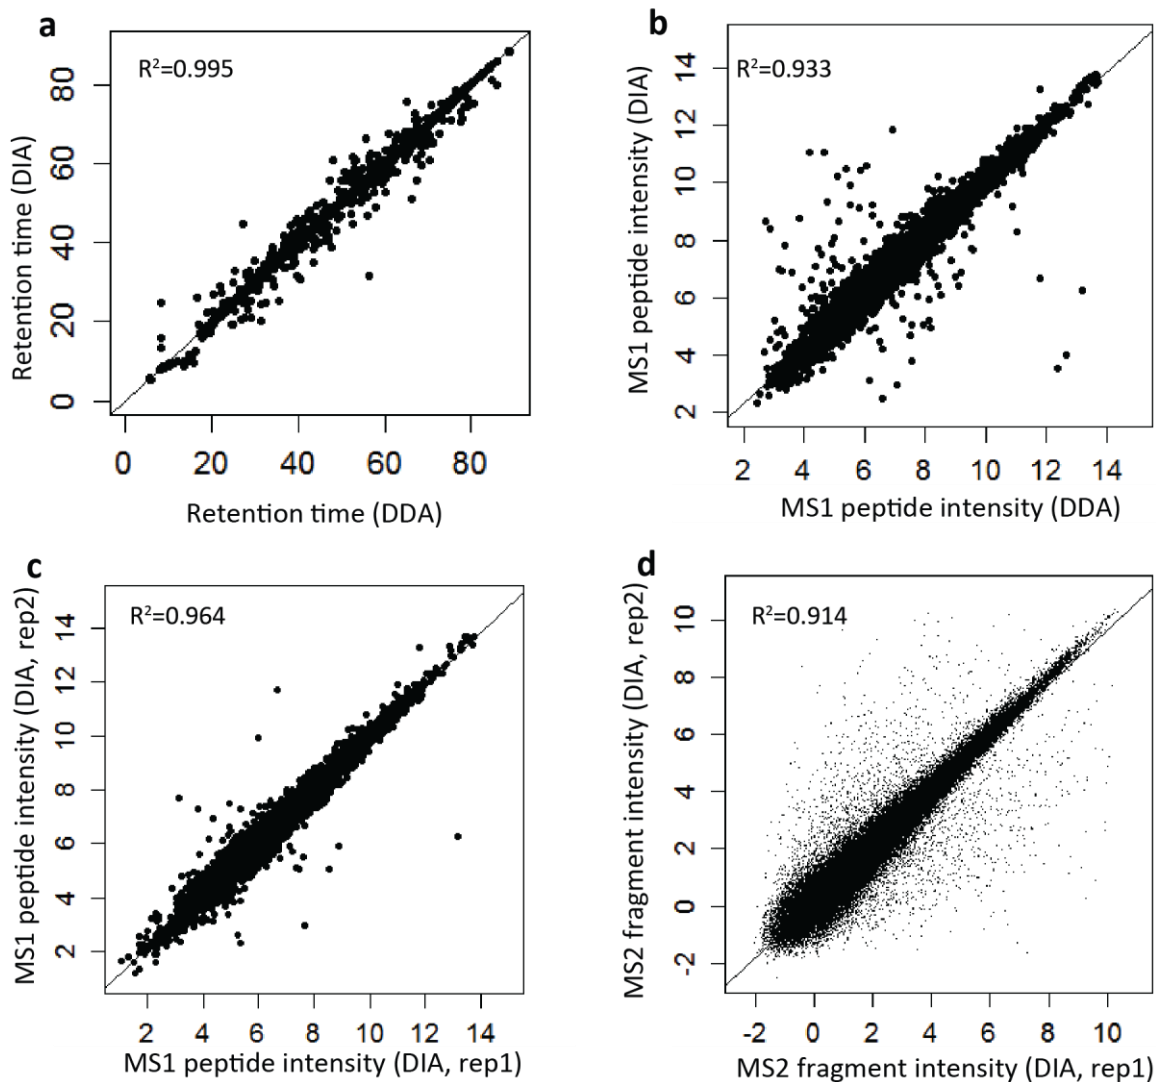 a
R²=0.995
Retention time (DIA)
80
60
40
20
0
0 20 40 60 80
Retention time (DDA)
b
R²=0.933
MS1 peptide intensity (DIA)
14
12
10
8
6
4
2
2 4 6 8 10 12 14
MS1 peptide intensity (DDA)
c
R²=0.964
MS1 peptide intensity (DIA, rep2)
14
12
10
8
6
4
2
2 4 6 8 10 12 14
MS1 peptide intensity (DIA, rep1)
d
R²=0.914
MS2 fragment intensity (DIA, rep2)
10
8
6
4
2
0
-2
-2 0 2 4 6 8 10
MS2 fragment intensity (DIA, rep1)